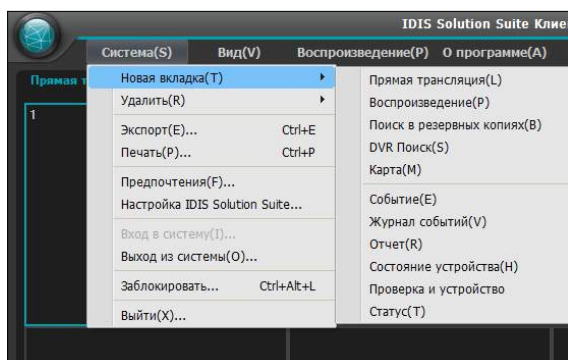 IDIS Solution Suite
Система(S) Вид(V) Воспроизведение(P) О программе(A)
Прямая
1
Новая вкладка(T)
Удалить(R)
Экспорт(E)... Ctrl+E
Печать(P)... Ctrl+P
Предпочтения(F)...
Настройка IDIS Solution Suite...
Вход в систему(I)...
Выход из системы(O)...
Заблокировать... Ctrl+Alt+L
Выйти(X)...
Прямая трансляция(L)
Воспроизведение(P)
Поиск в резервных копиях(B)
DVR Поиск(S)
Карта(M)
Событие(E)
Журнал событий(V)
Отчет(R)
Состояние устройства(H)
Проверка и устройство
Статус(T)